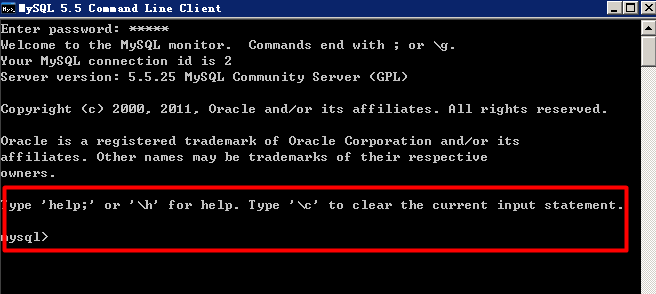 MySQL 5.5 Command Line Client
Enter password: *****
Welcome to the MySQL monitor.  Commands end with ; or \g.
Your MySQL connection id is 2
Server version: 5.5.25 MySQL Community Server (GPL)
Copyright (c) 2000, 2011, Oracle and/or its affiliates. All rights reserved.
Oracle is a registered trademark of Oracle Corporation and/or its
affiliates. Other names may be trademarks of their respective
owners.
Type 'help;' or '\h' for help. Type '\c' to clear the current input statement.
mysql>